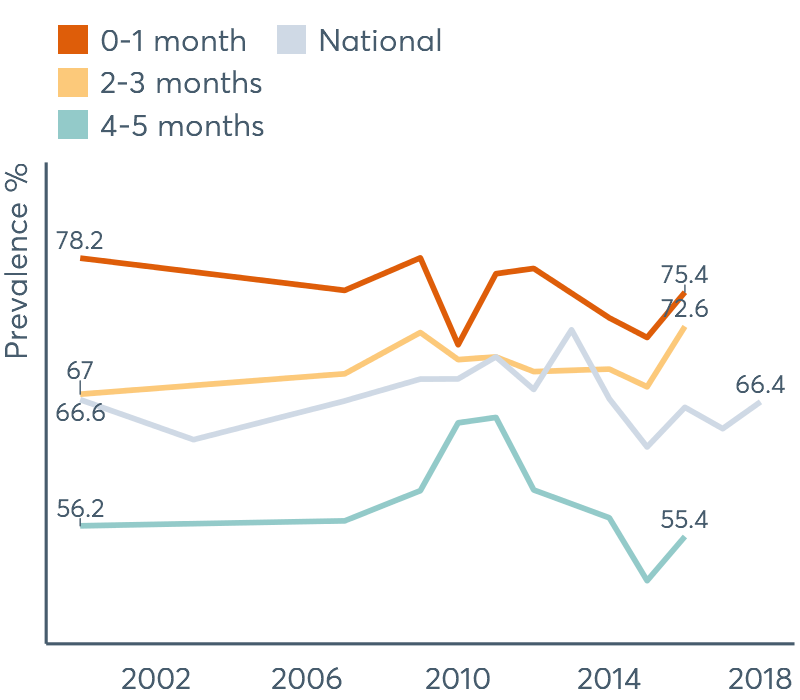 0-1 month
National
2-3 months
4-5 months
Prevalence %
78.2
75.4
72.6
67
66.6
66.4
56.2
55.4
2002 2006 2010 2014 2018